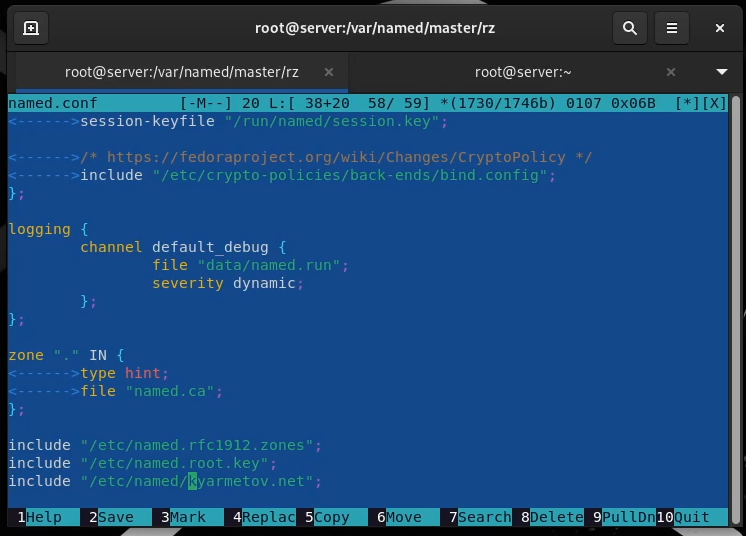 root@server:/var/named/master/rz
root@server:/var/named/master/rz × root@server:~ ×
named.conf [-M--] 20 L:[ 38+20 58/ 59] *(1730/1746b) 0107 0x06B [*][X]
<------>session-keyfile "/run/named/session.key";
<------>/* https://fedoraproject.org/wiki/Changes/CryptoPolicy */
<------>include "/etc/crypto-policies/back-ends/bind.config";
};
logging {
channel default_debug {
file "data/named.run";
severity dynamic;
};
};
zone "." IN {
<------>type hint;
<------>file "named.ca";
};
include "/etc/named.rfc1912.zones";
include "/etc/named.root.key";
include "/etc/named/kyarmetov.net";
1Help 2Save 3Mark 4Replac 5Copy 6Move 7Search 8Delete 9PullDn 10Quit